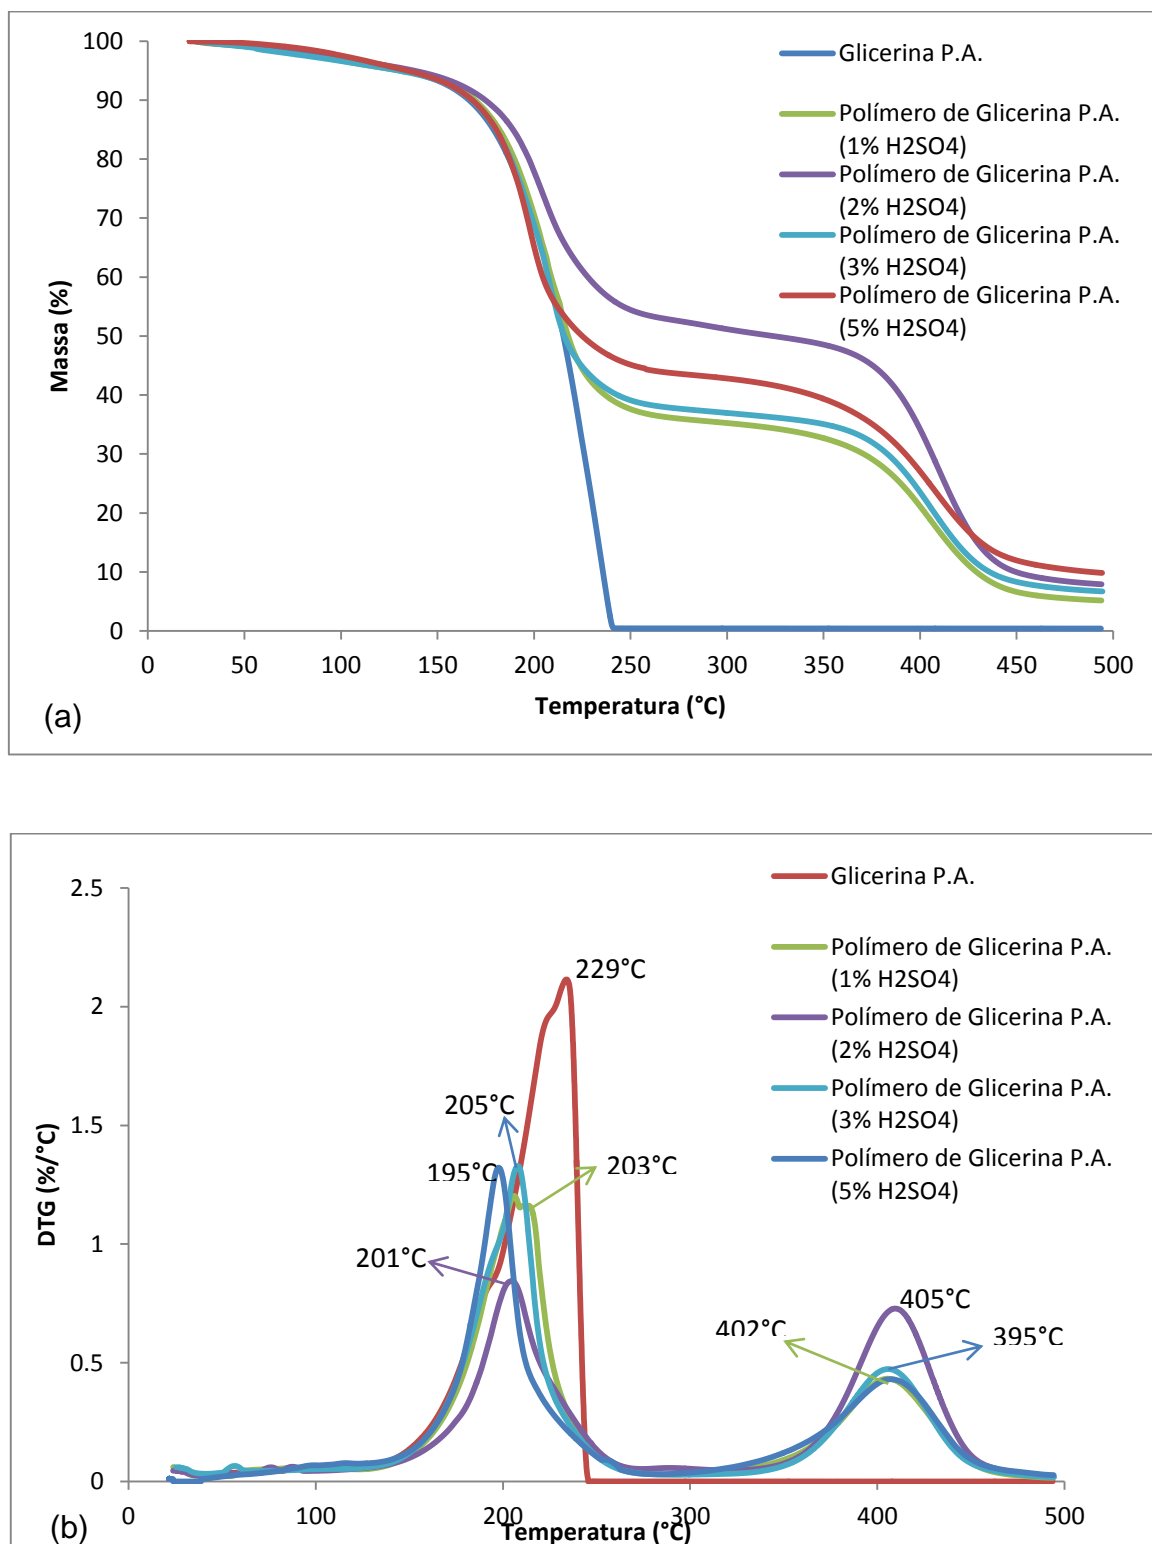 100
90
80
70
60
50
40
30
20
10
0
Massa (%)
0 50 100 150 200 250 300 350 400 450 500
Temperatura (°C)
Glicerina P.A.
Polímero de Glicerina P.A.
(1% H2SO4)
Polímero de Glicerina P.A.
(2% H2SO4)
Polímero de Glicerina P.A.
(3% H2SO4)
Polímero de Glicerina P.A.
(5% H2SO4)
(a)
2.5
2
1.5
1
0.5
0
DTG (%/°C)
0 100 200 300 400 500
Temperatura (°C)
Glicerina P.A.
Polímero de Glicerina P.A.
(1% H2SO4)
Polímero de Glicerina P.A.
(2% H2SO4)
Polímero de Glicerina P.A.
(3% H2SO4)
Polímero de Glicerina P.A.
(5% H2SO4)
229°C
205°C
195°C
203°C
201°C
405°C
402°C
395°C
(b)